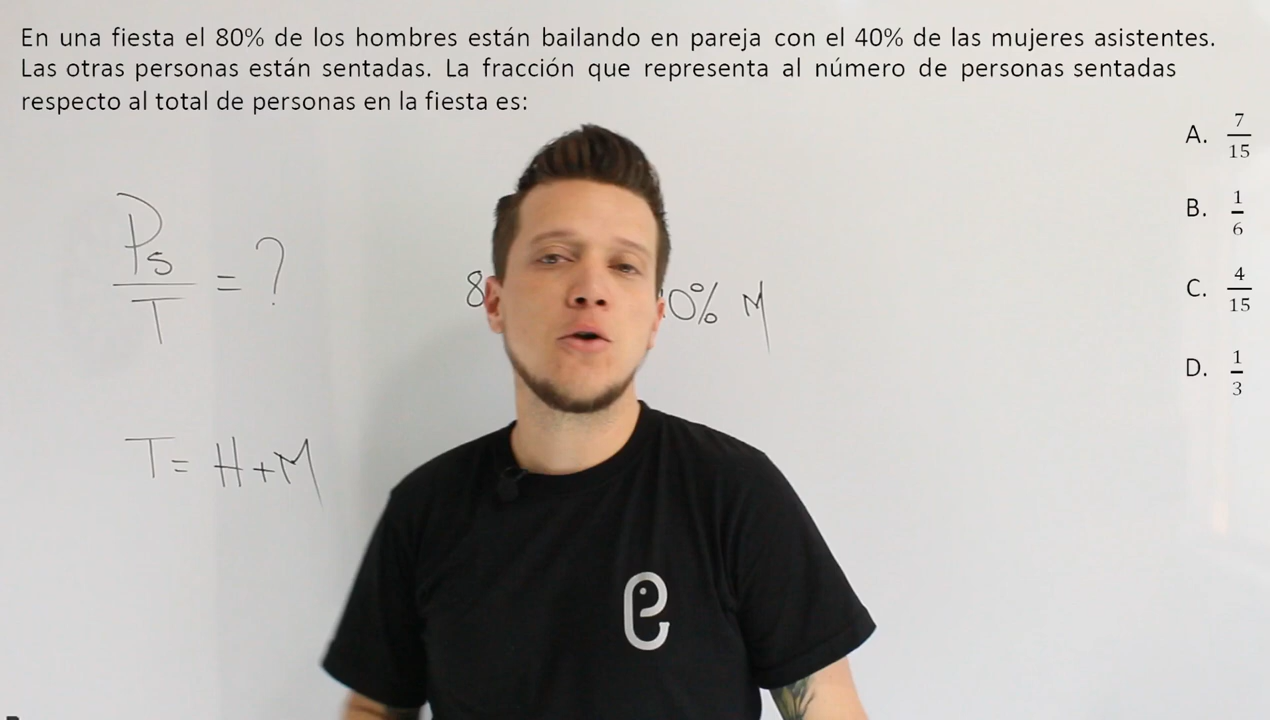 En una fiesta el 80% de los hombres están bailando en pareja con el 40% de las mujeres asistentes.
Las otras personas están sentadas. La fracción que representa al número de personas sentadas
respecto al total de personas en la fiesta es:
A. 7/15
B. 1/6
C. 4/15
D. 1/3
Ps/T = ?
8
0% M
T = H+M
e